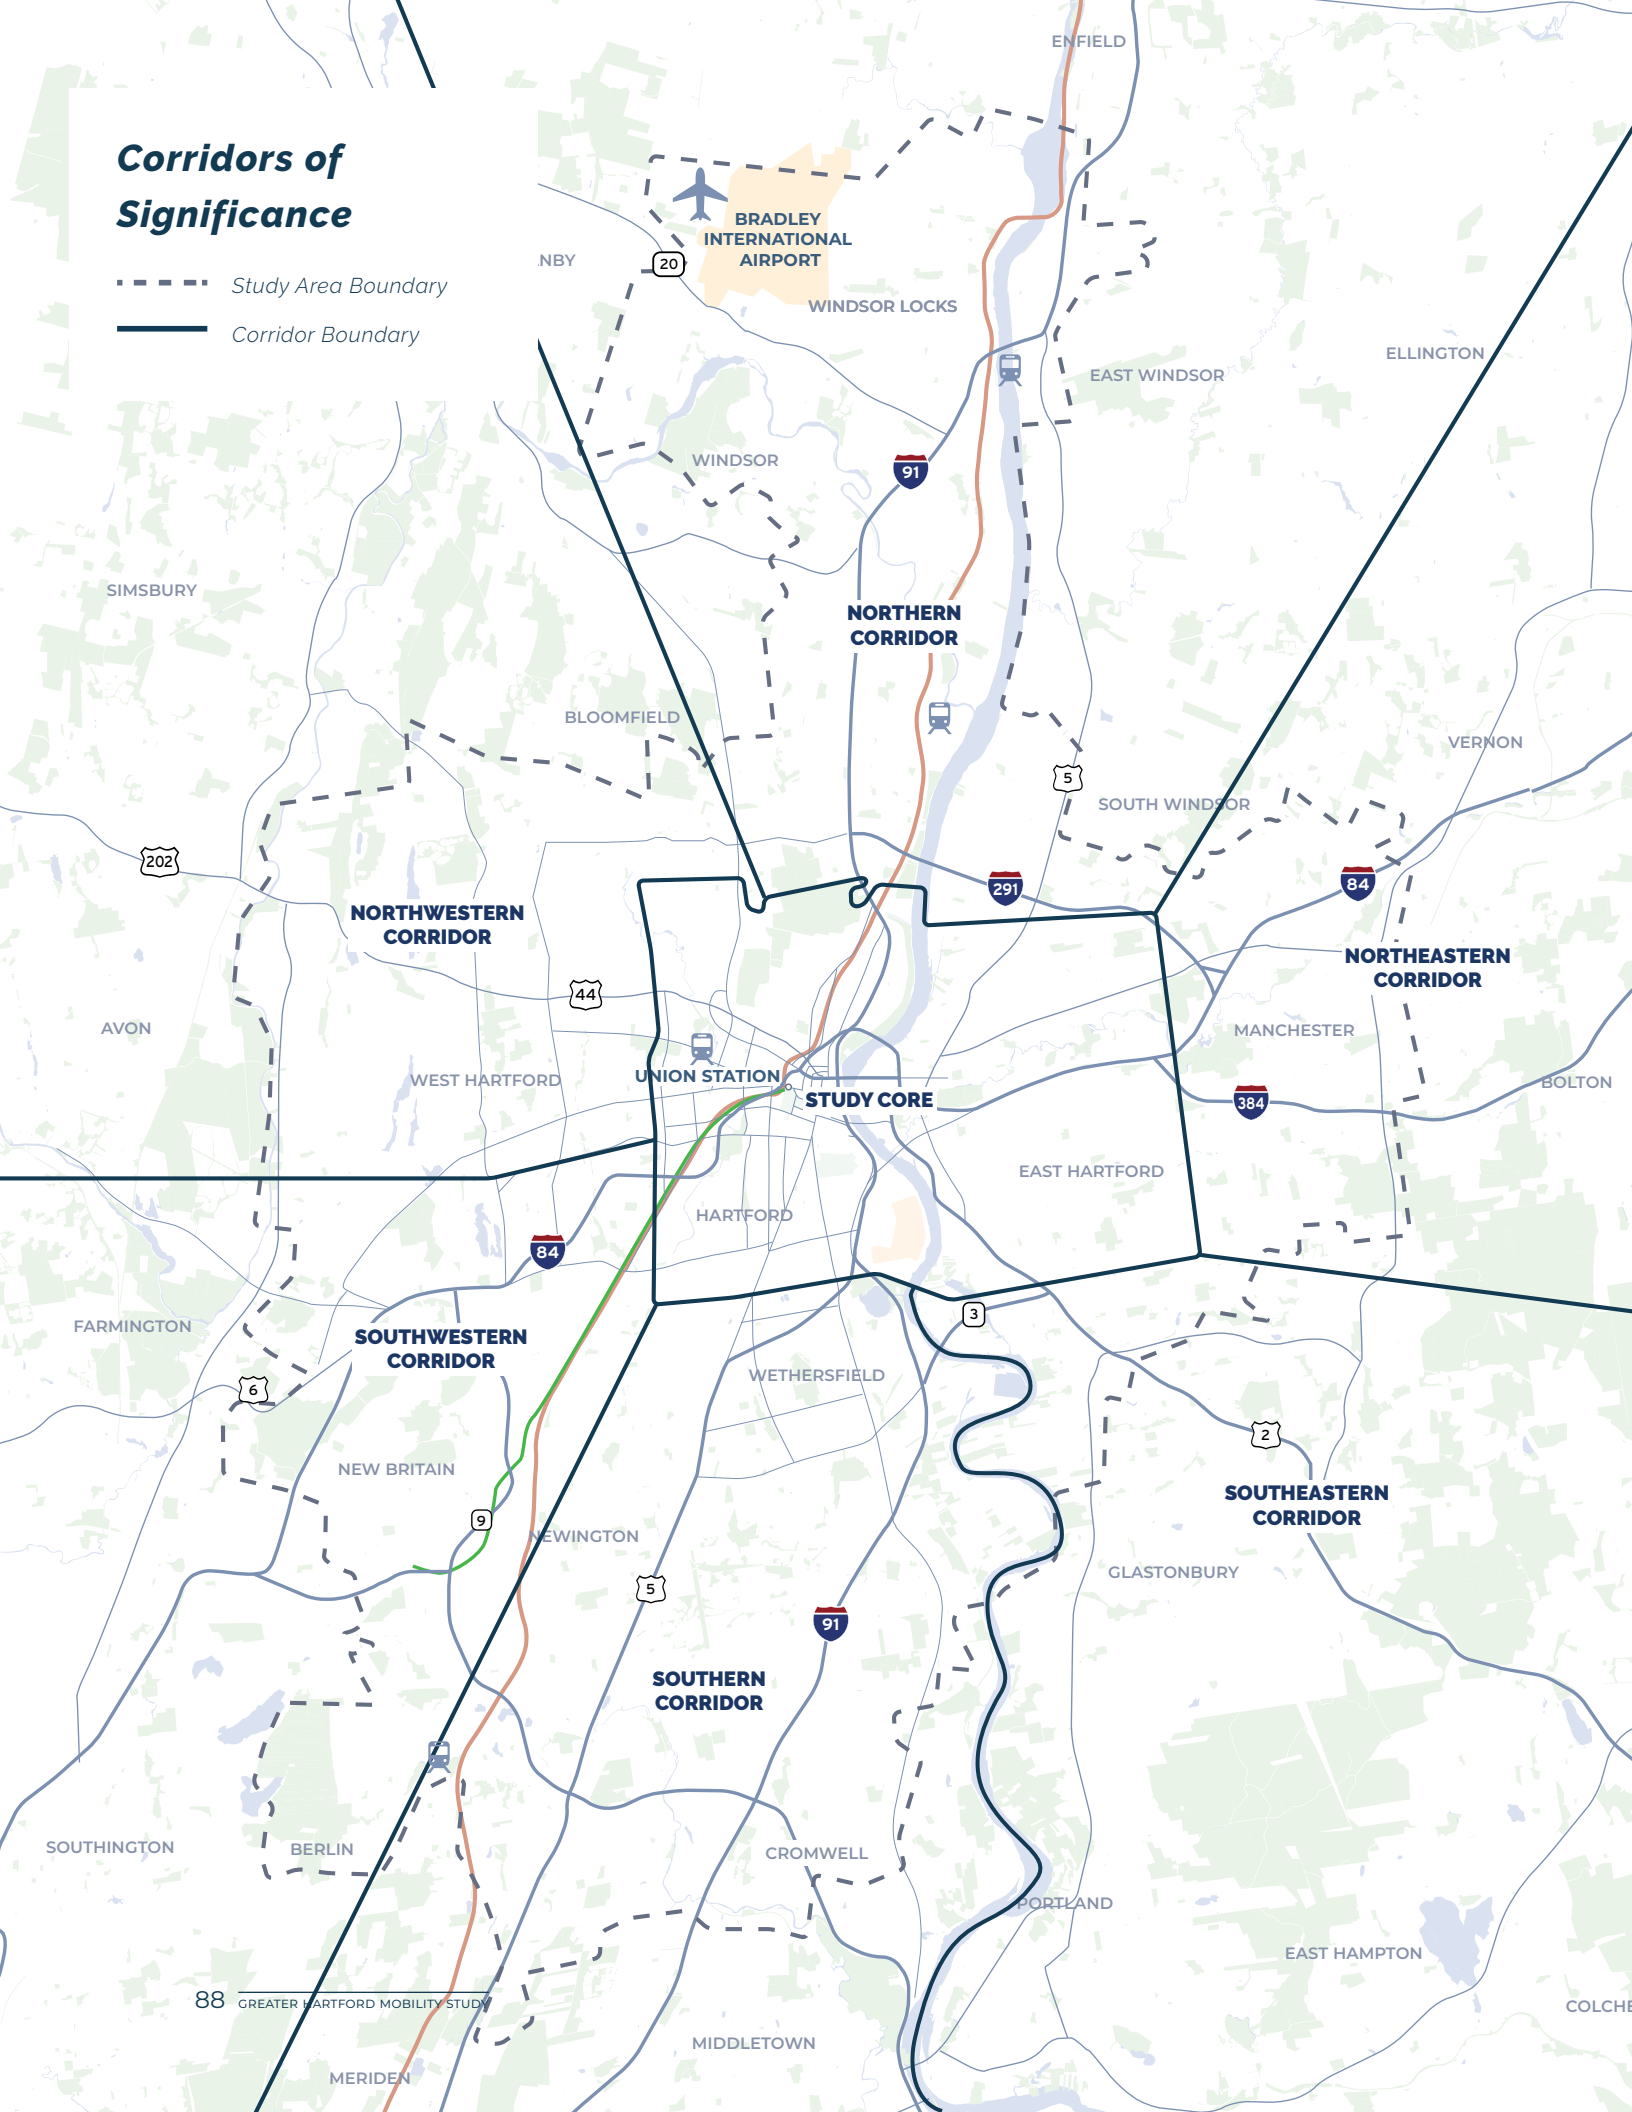 ENFIELD
Corridors of
Significance
Study Area Boundary
Corridor Boundary
BRADLEY
INTERNATIONAL
AIRPORT
NBY
20
WINDSOR LOCKS
ELLINGTON
EAST WINDSOR
WINDSOR
91
SIMSBURY
NORTHERN
CORRIDOR
BLOOMFIELD
VERNON
5
SOUTH WINDSOR
202
291
84
NORTHWESTERN
CORRIDOR
NORTHEASTERN
CORRIDOR
44
AVON
MANCHESTER
WEST HARTFORD
UNION STATION
BOLTON
STUDY CORE
384
EAST HARTFORD
HARTFORD
84
3
FARMINGTON
SOUTHWESTERN
CORRIDOR
WETHERSFIELD
6
2
NEW BRITAIN
SOUTHEASTERN
CORRIDOR
9
NEWINGTON
GLASTONBURY
5
91
SOUTHERN
CORRIDOR
SOUTHINGTON
BERLIN
CROMWELL
PORTLAND
EAST HAMPTON
88 GREATER HARTFORD MOBILITY STUDY
COLCHE
MIDDLETOWN
MERIDEN